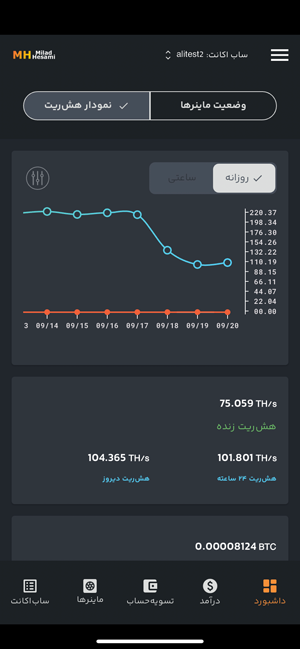 MH Milad Hesami
ساب اکانت: alitest2
وضعیت ماینرها
نمودار هش‌ریت
روزانه
ساعتی
220.37
198.34
176.30
154.26
132.22
110.19
88.15
66.11
44.07
22.04
00.00
3 09/14 09/15 09/16 09/17 09/18 09/19 09/20
75.059 TH/s
هش‌ریت زنده
101.801 TH/s
هش‌ریت ۲۴ ساعته
104.365 TH/s
هش‌ریت دیروز
0.00008124 BTC
داشبورد
درآمد
تسویه‌حساب
ماینرها
ساب‌اکانت